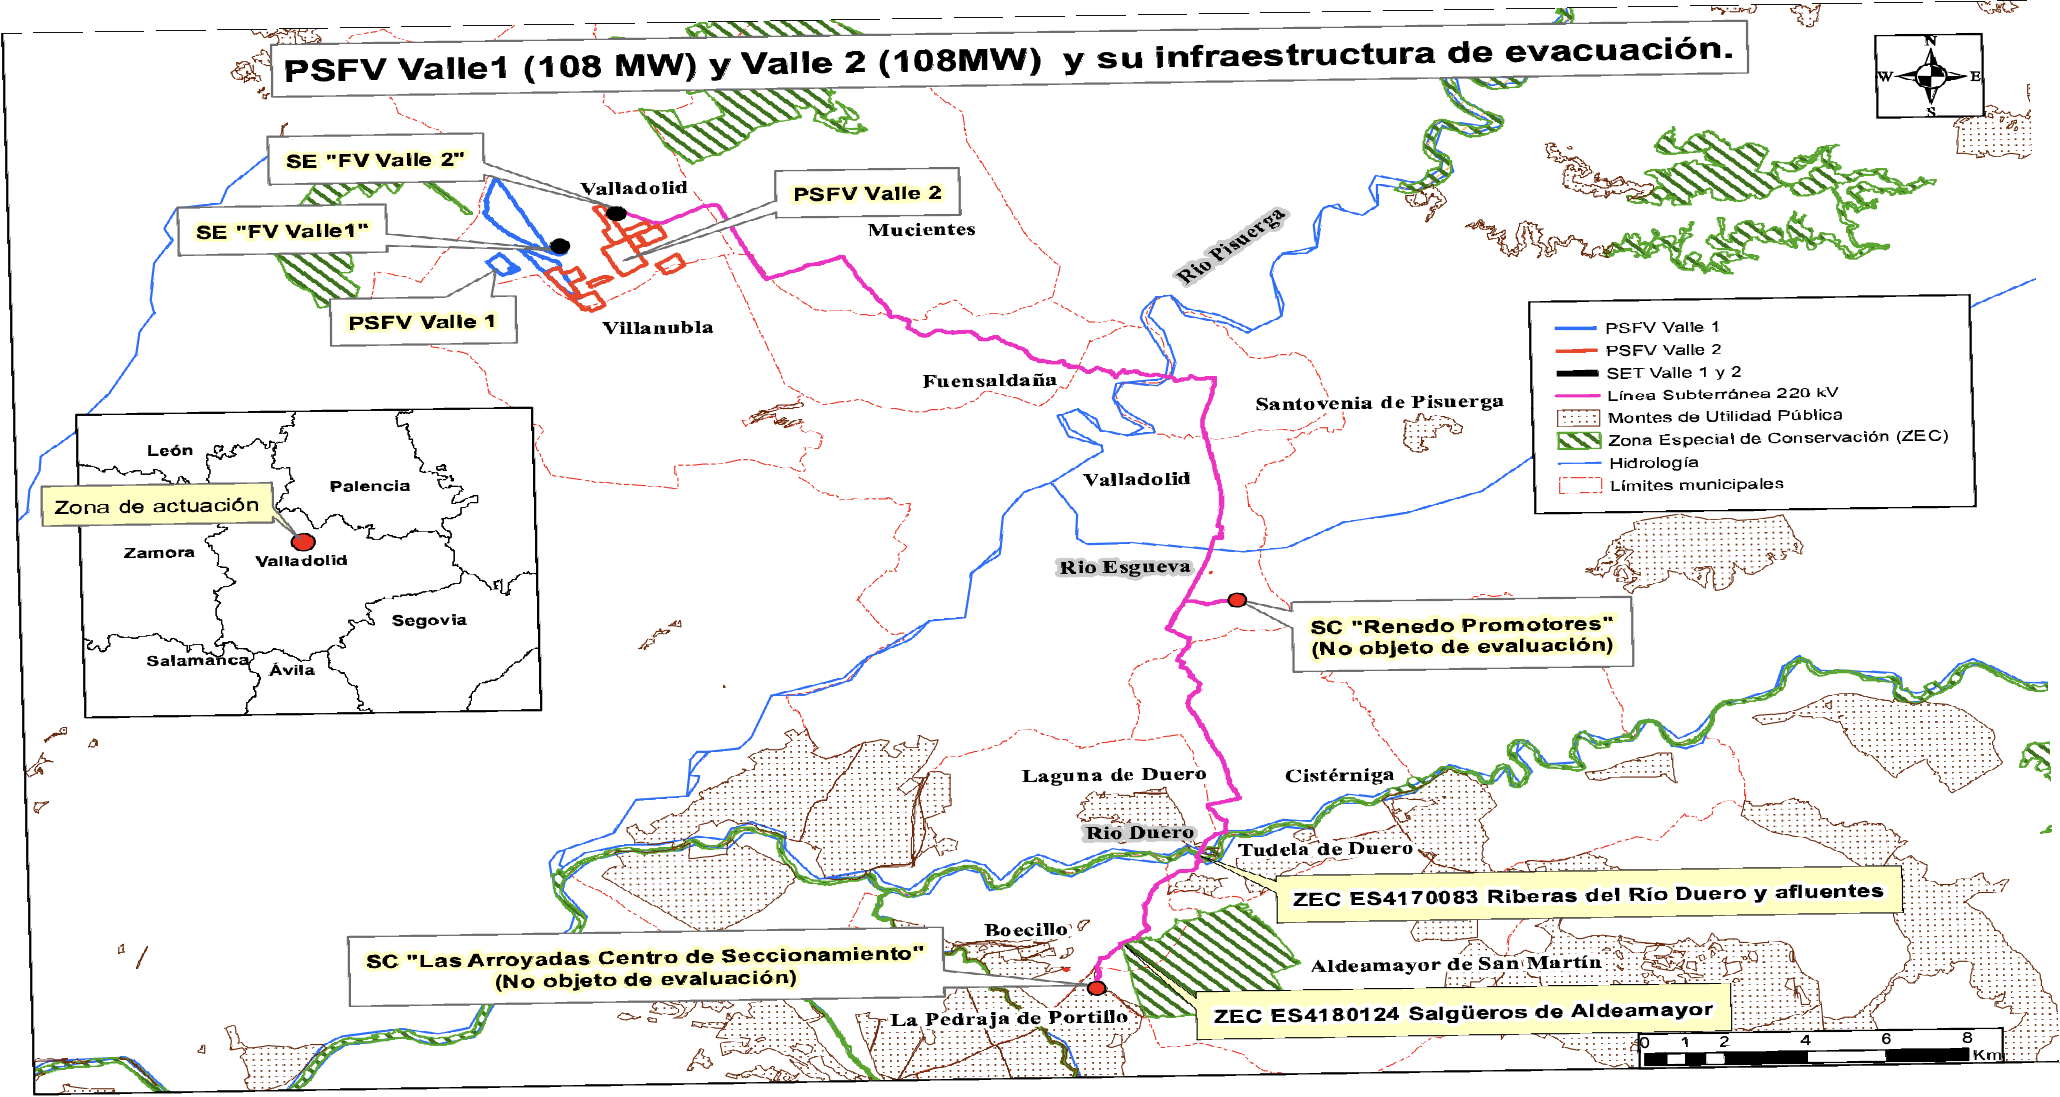 PSFV Valle1 (108 MW) y Valle 2 (108MW) y su infraestructura de evacuación.
N
W E
S
SE "FV Valle 2"
Valladolid
PSFV Valle 2
SE "FV Valle1"
Mucientes
Río Pisuerga
PSFV Valle 1
Villanubla
PSFV Valle 1
PSFV Valle 2
SET Valle 1 y 2
Línea Subterránea 220 kV
Montes de Utilidad Pública
Zona Especial de Conservación (ZEC)
Hidrología
Límites municipales
Fuensaldaña
Santovenia de Pisuerga
Valladolid
León
Palencia
Zona de actuación
Zamora
Valladolid
Segovia
Salamanca
Ávila
Rio Esgueva
SC "Renedo Promotores"
(No objeto de evaluación)
Laguna de Duero
Cistérniga
Rio Duero
Tudela de Duero
ZEC ES4170083 Riberas del Río Duero y afluentes
Boecillo
SC "Las Arroyadas Centro de Seccionamiento"
(No objeto de evaluación)
Aldeamayor de San Martín
ZEC ES4180124 Salgüeros de Aldeamayor
La Pedraja de Portillo
0 1 2 4 6 8
Km